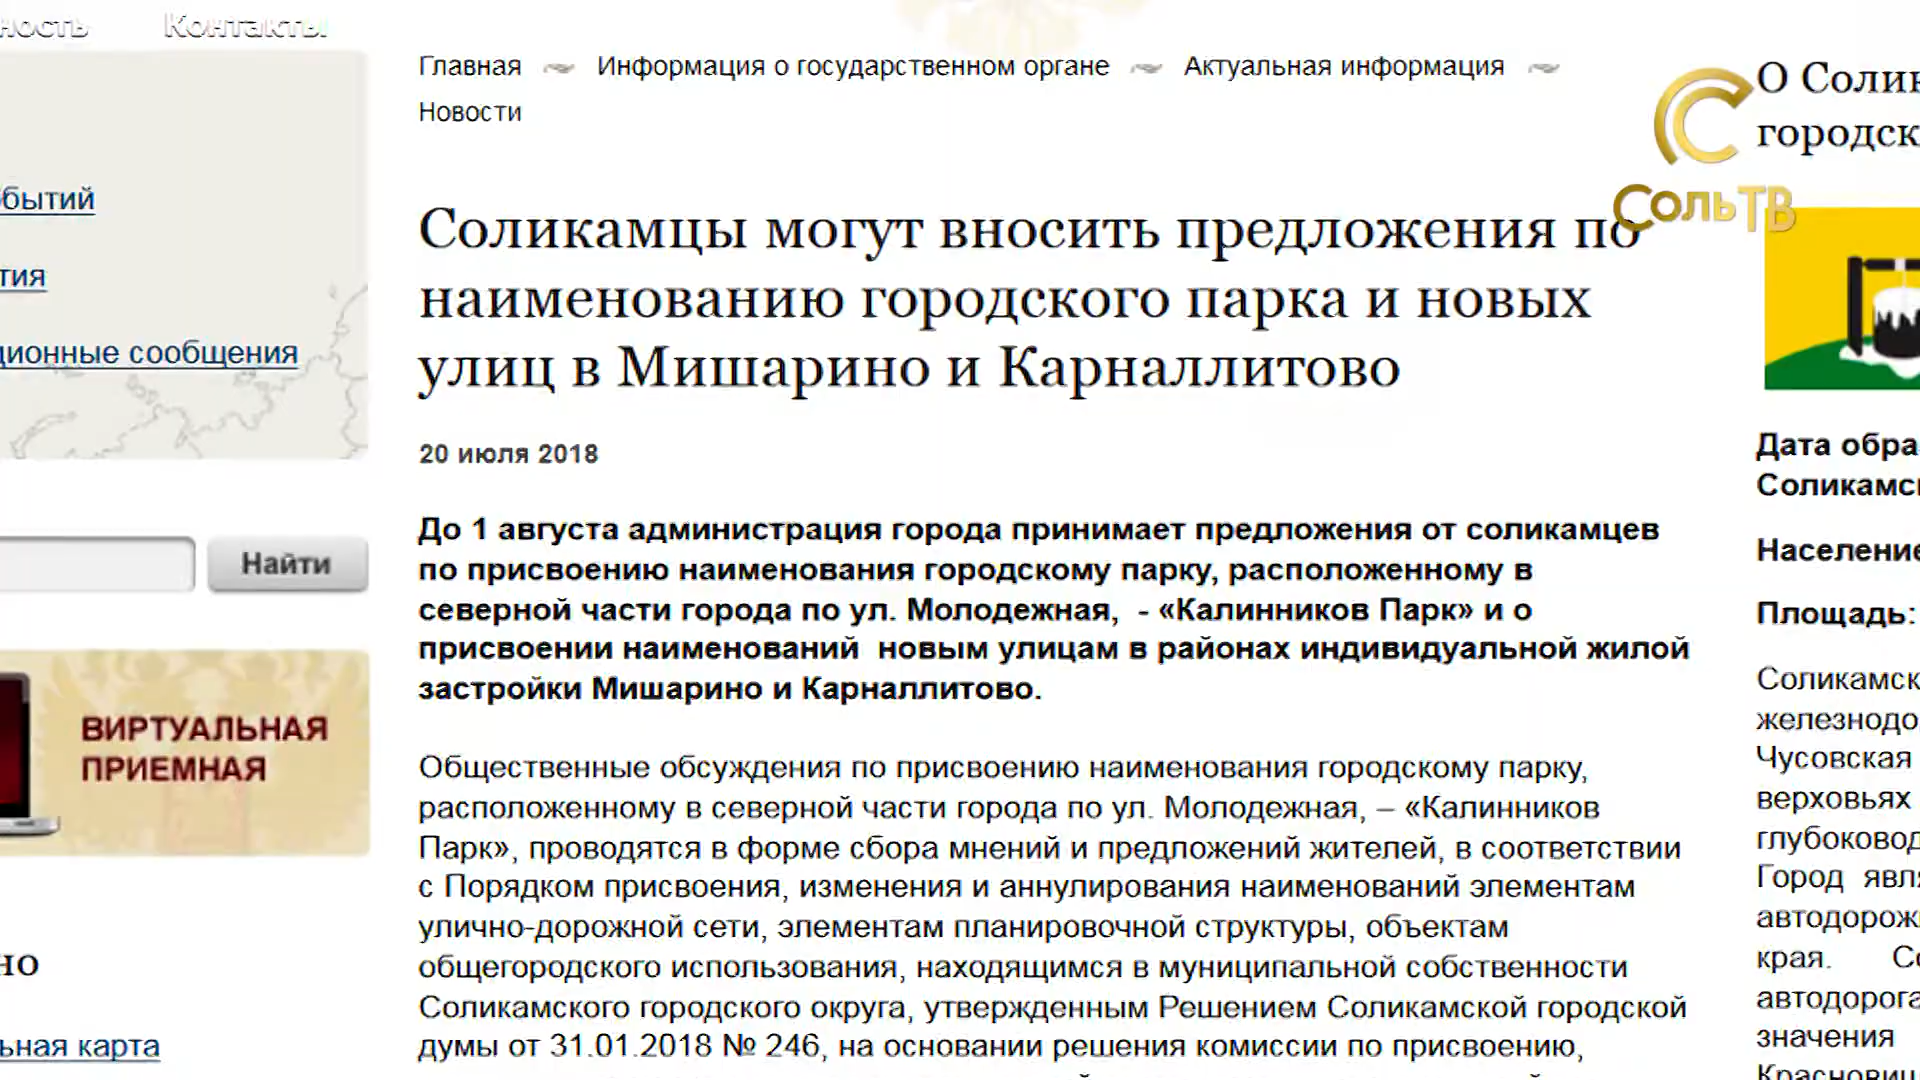 Контакты
Главная Информация о государственном органе Актуальная информация
Новости
бытий
ционные сообщения
Найти
ВИРТУАЛЬНАЯ
ПРИЕМНАЯ
ьная карта
Соликамцы могут вносить предложения по
наименованию городского парка и новых
улиц в Мишарино и Карналлитово
20 июля 2018
До 1 августа администрация города принимает предложения от соликамцев
по присвоению наименования городскому парку, расположенному в
северной части города по ул. Молодежная, - «Калинников Парк» и о
присвоении наименований новым улицам в районах индивидуальной жилой
застройки Мишарино и Карналлитово.
Общественные обсуждения по присвоению наименования городскому парку,
расположенному в северной части города по ул. Молодежная, – «Калинников
Парк», проводятся в форме сбора мнений и предложений жителей, в соответствии
с Порядком присвоения, изменения и аннулирования наименований элементам
улично-дорожной сети, элементам планировочной структуры, объектам
общегородского использования, находящимся в муниципальной собственности
Соликамского городского округа, утвержденным Решением Соликамской городской
думы от 31.01.2018 № 246, на основании решения комиссии по присвоению,
СольТВ
О Солик
городск
Дата обра
Соликамс
Население
Площадь:
Соликамск
железнодо
Чусовская
верховьях
глубоковод
Город явля
автодорож
края. Со
автодорога
значения